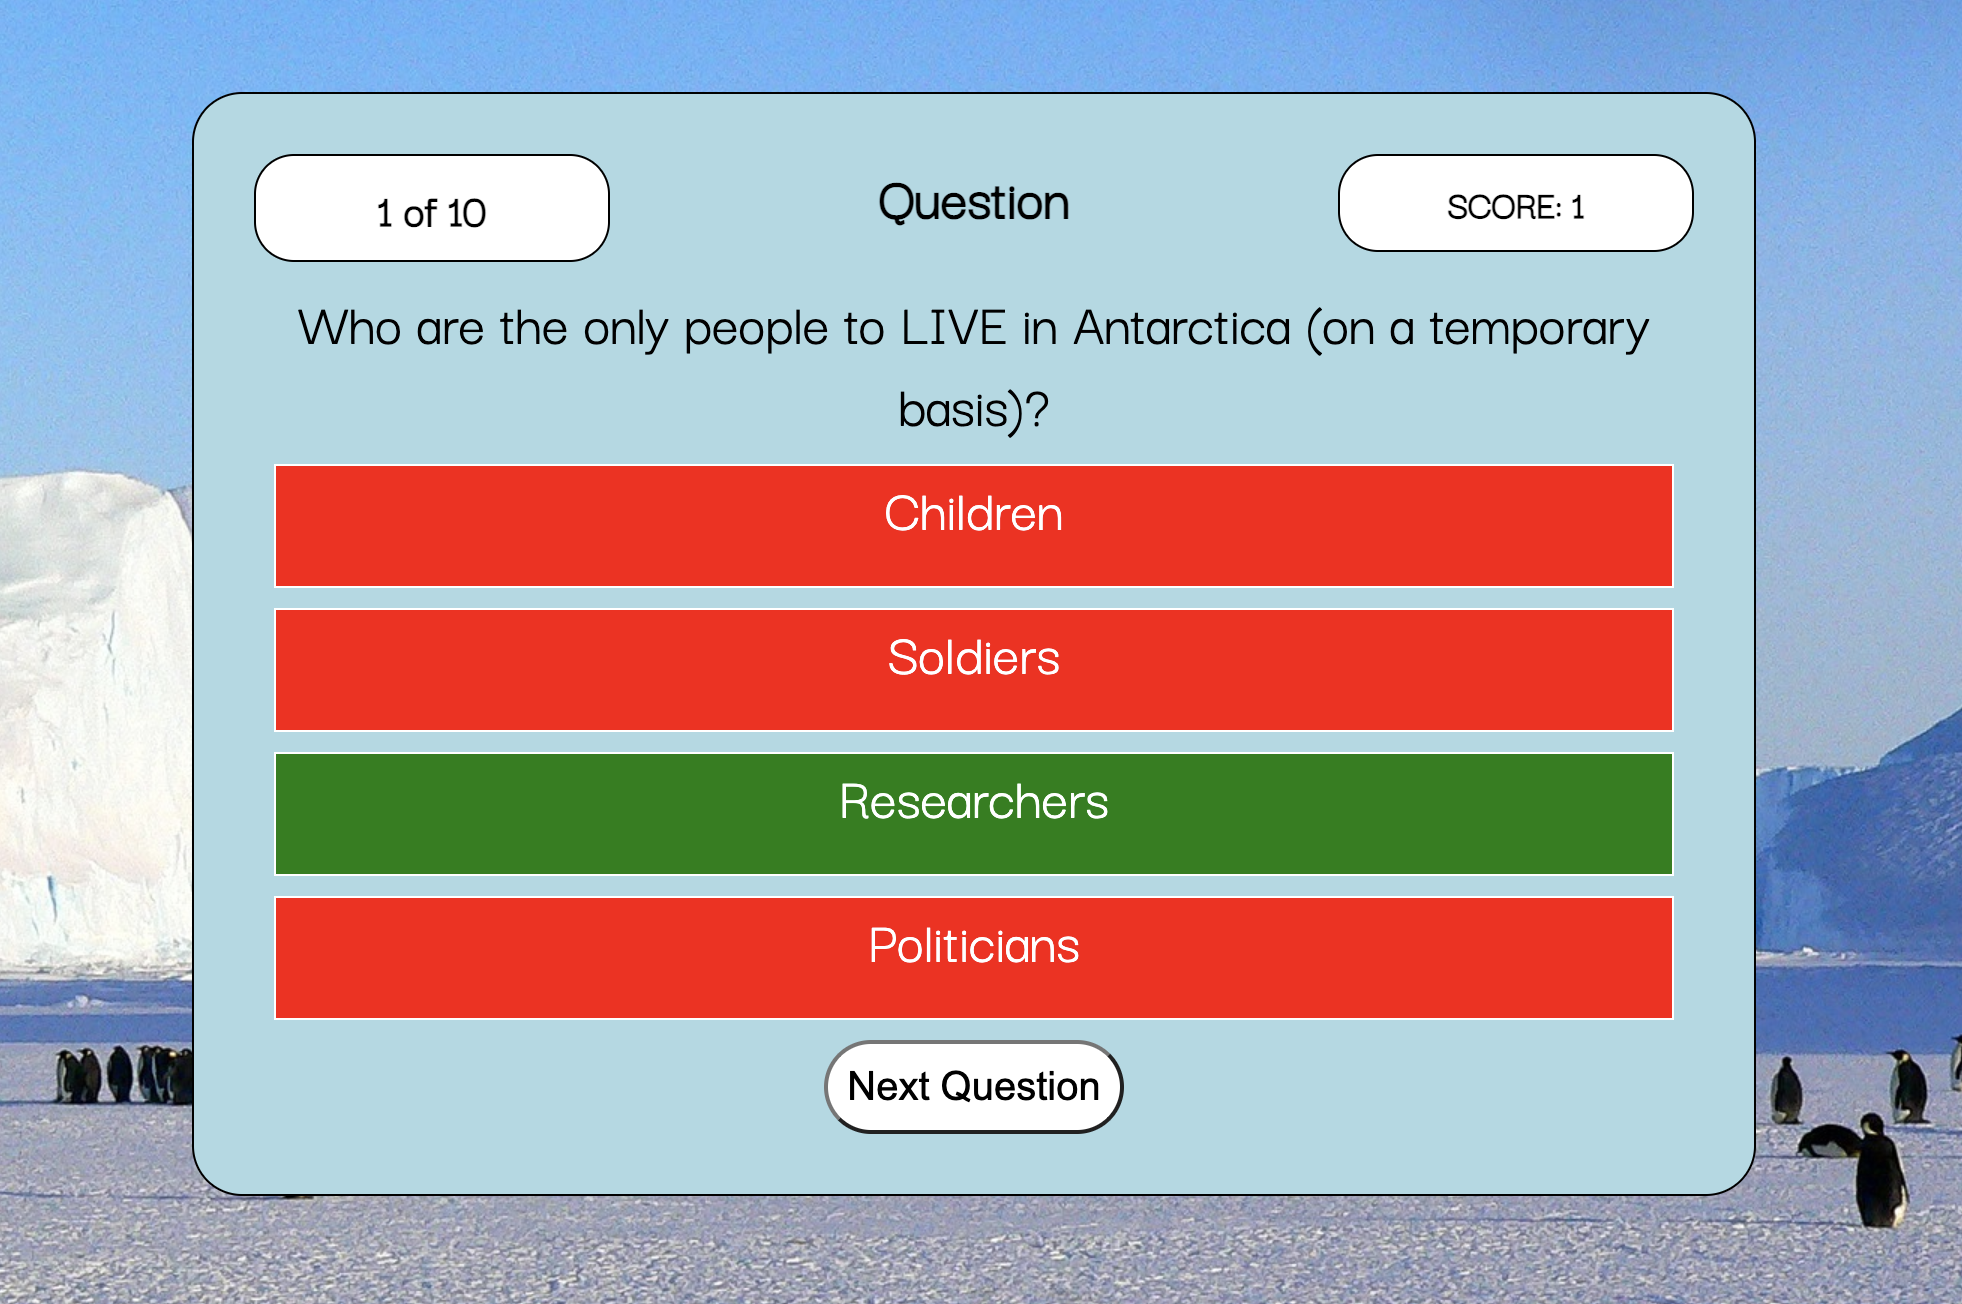 1 of 10
Question
SCORE: 1
Who are the only people to LIVE in Antarctica (on a temporary
basis)?
Children
Soldiers
Researchers
Politicians
Next Question